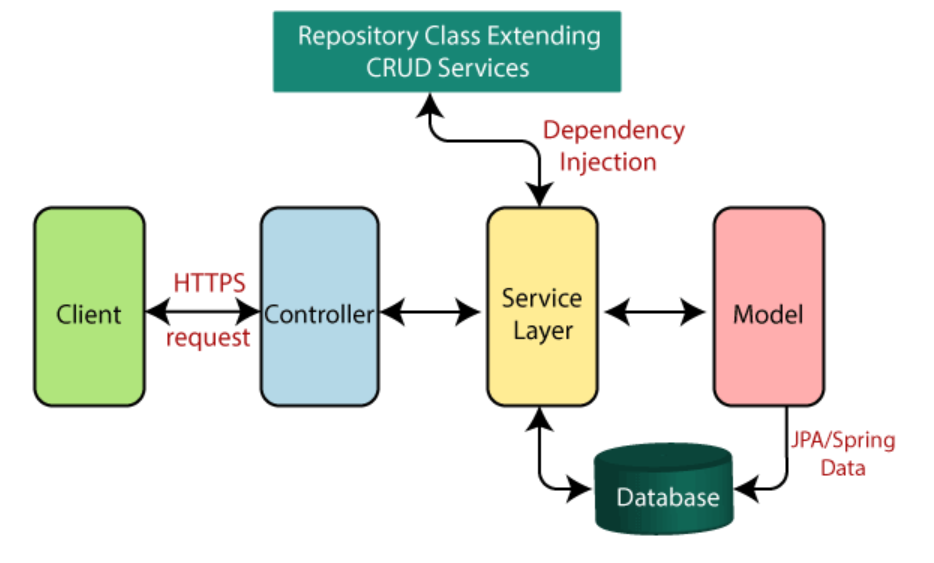 Repository Class Extending
CRUD Services
Dependency
Injection
HTTPS
request
Client
Controller
Service
Layer
Model
JPA/Spring
Data
Database